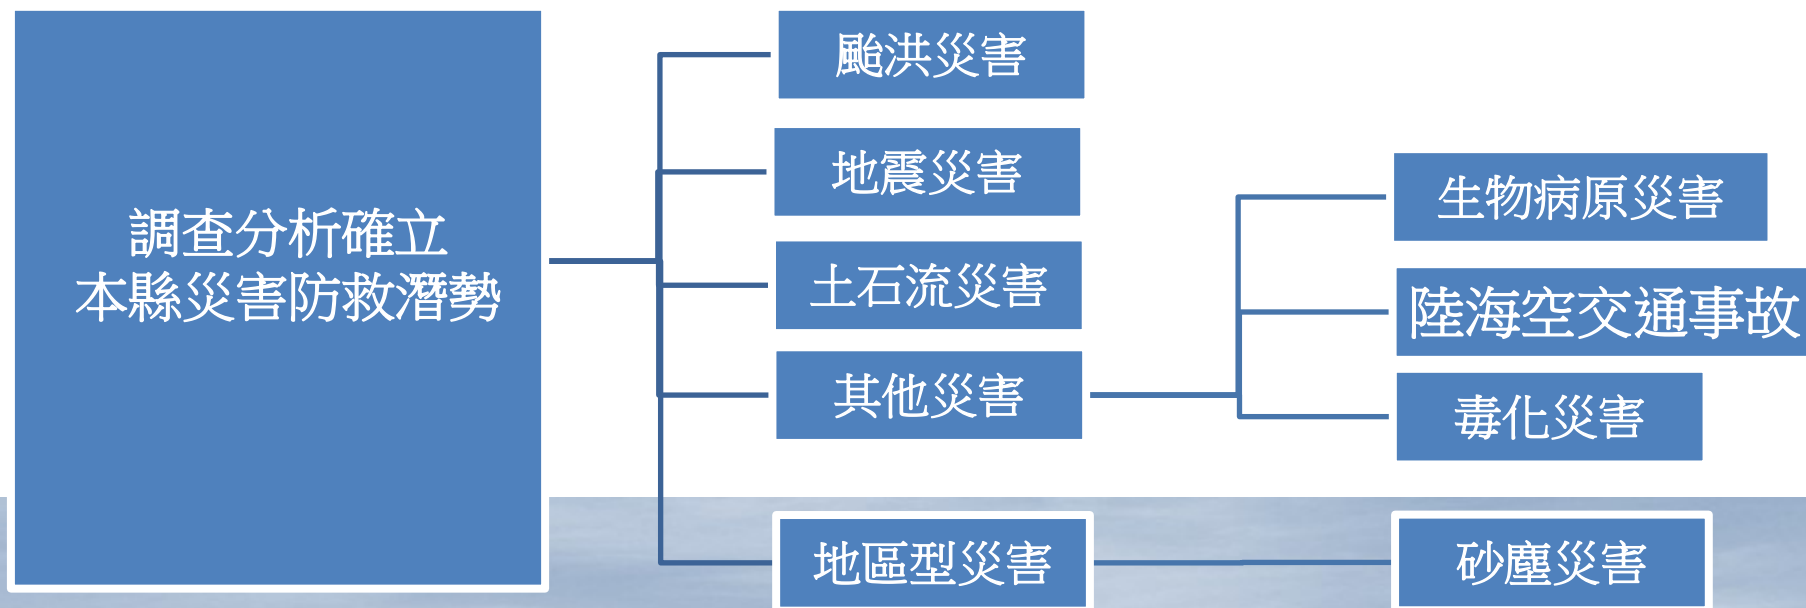 調查分析確立
本縣災害防救潛勢
颱洪災害
地震災害
土石流災害
其他災害
地區型災害
生物病原災害
陸海空交通事故
毒化災害
砂塵災害